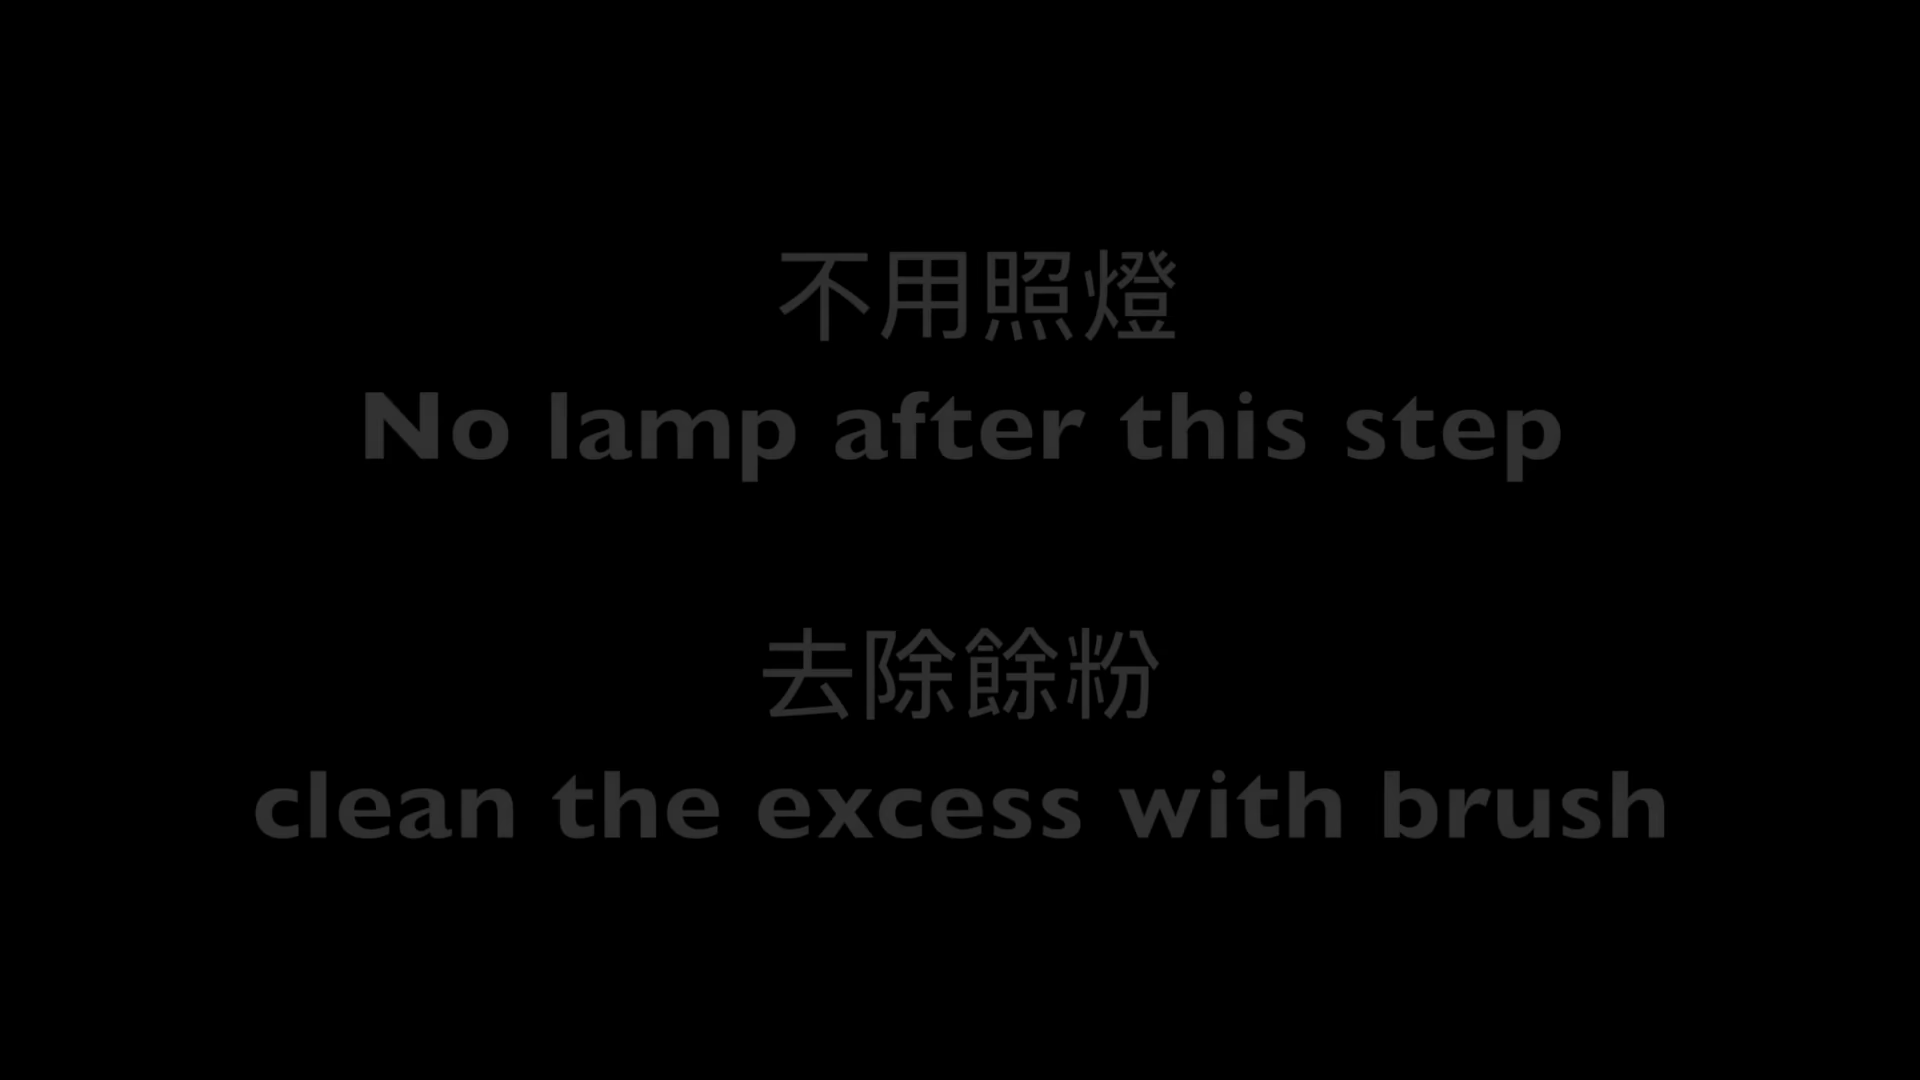 不用照燈
No lamp after this step
去除餘粉
clean the excess with brush